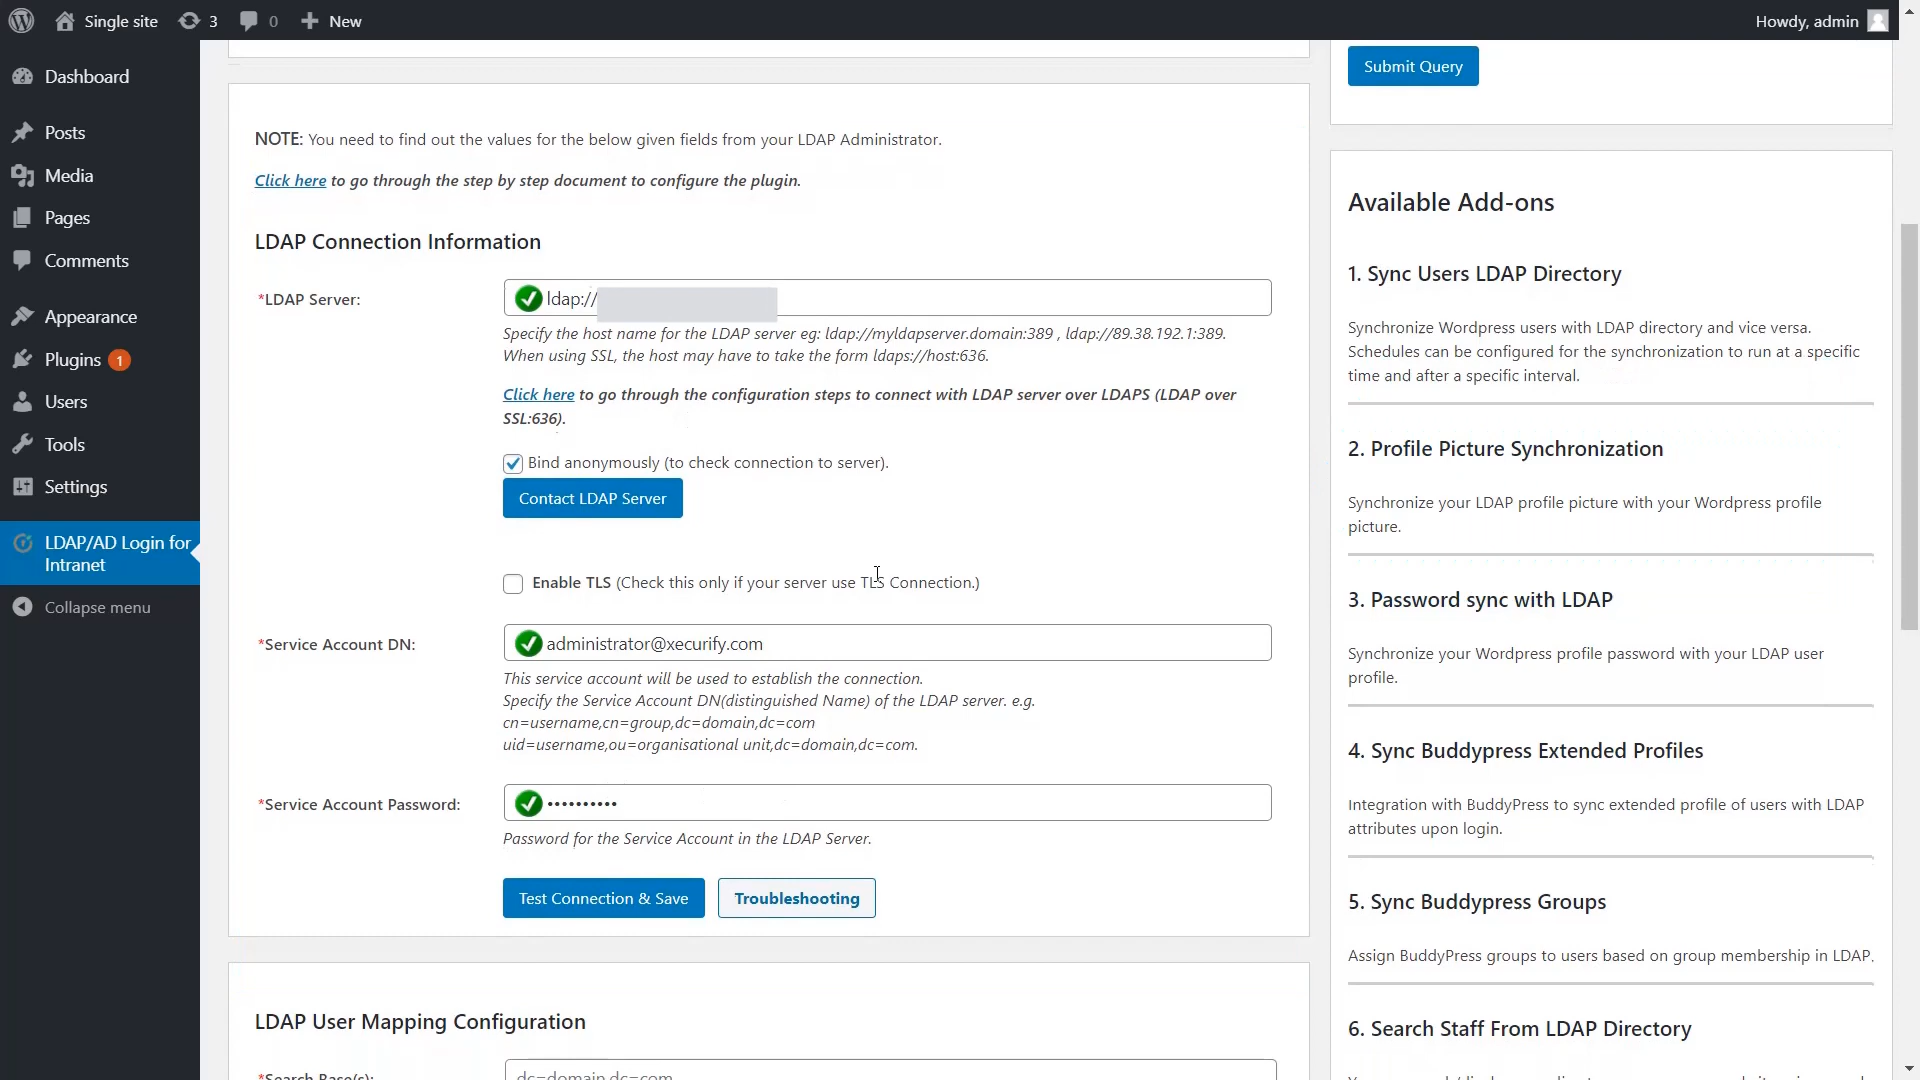 Single site
3
0
New
Howdy, admin
Dashboard
Posts
Media
Pages
Comments
Appearance
Plugins 1
Users
Tools
Settings
LDAP/AD Login for
Intranet
Collapse menu
NOTE: You need to find out the values for the below given fields from your LDAP Administrator.
Click here to go through the step by step document to configure the plugin.
LDAP Connection Information
*LDAP Server:
ldap://
Specify the host name for the LDAP server eg: ldap://myldapserver.domain:389 , ldap://89.38.192.1:389.
When using SSL, the host may have to take the form ldaps://host:636.
Click here to go through the configuration steps to connect with LDAP server over LDAPS (LDAP over
SSL:636).
Bind anonymously (to check connection to server).
Contact LDAP Server
Enable TLS (Check this only if your server use TLS Connection.)
*Service Account DN:
administrator@xecurify.com
This service account will be used to establish the connection.
Specify the Service Account DN(distinguished Name) of the LDAP server. e.g.
cn=username,cn=group,dc=domain,dc=com
uid=username,ou=organisational unit,dc=domain,dc=com.
*Service Account Password:
••••••••••
Password for the Service Account in the LDAP Server.
Test Connection & Save
Troubleshooting
LDAP User Mapping Configuration
*Search Base(s):
dc=domain,dc=com
Submit Query
Available Add-ons
1. Sync Users LDAP Directory
Synchronize Wordpress users with LDAP directory and vice versa.
Schedules can be configured for the synchronization to run at a specific
time and after a specific interval.
2. Profile Picture Synchronization
Synchronize your LDAP profile picture with your Wordpress profile
picture.
3. Password sync with LDAP
Synchronize your Wordpress profile password with your LDAP user
profile.
4. Sync Buddypress Extended Profiles
Integration with BuddyPress to sync extended profile of users with LDAP
attributes upon login.
5. Sync Buddypress Groups
Assign BuddyPress groups to users based on group membership in LDAP.
6. Search Staff From LDAP Directory